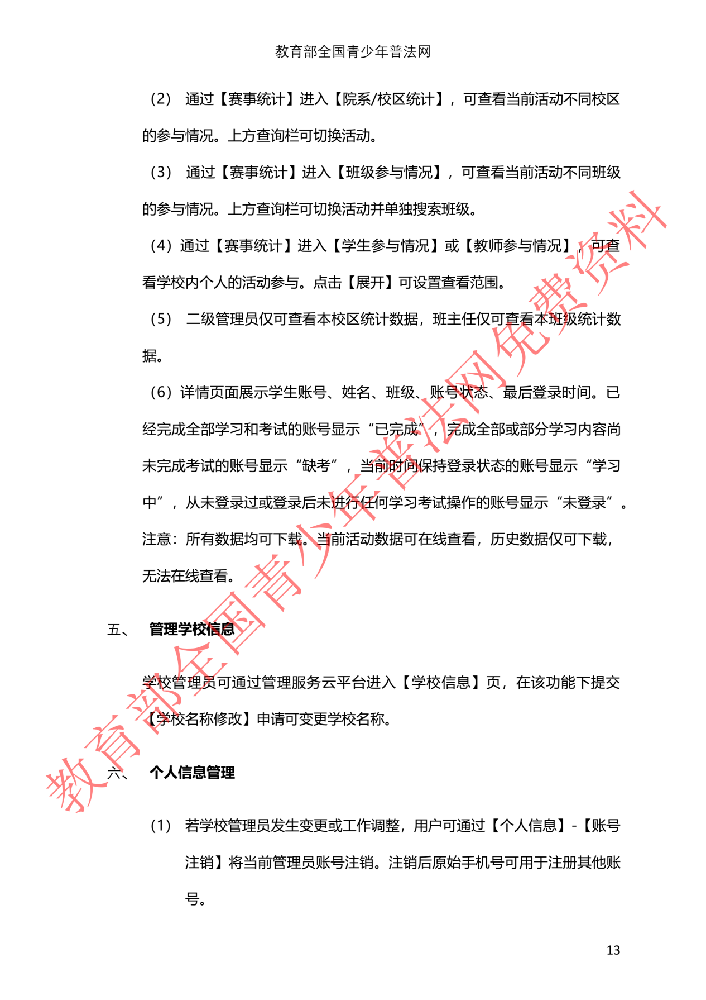 教育部全国青少年普法网
（2） 通过【赛事统计】进入【院系/校区统计】，可查看当前活动不同校区
的参与情况。上方查询栏可切换活动。
（3） 通过【赛事统计】进入【班级参与情况】，可查看当前活动不同班级
的参与情况。上方查询栏可切换活动并单独搜索班级。
（4）通过【赛事统计】进入【学生参与情况】或【教师参与情况】，可查
看学校内个人的活动参与。点击【展开】可设置查看范围。
（5） 二级管理员仅可查看本校区统计数据，班主任仅可查看本班级统计数
据。
（6）详情页面展示学生账号、姓名、班级、账号状态、最后登录时间。已
经完成全部学习和考试的账号显示“已完成”，完成全部或部分学习内容尚
未完成考试的账号显示“缺考”，当前时间保持登录状态的账号显示“学习
中”，从未登录过或登录后未进行任何学习考试操作的账号显示“未登录”。
注意：所有数据均可下载。当前活动数据可在线查看，历史数据仅可下载，
无法在线查看。
五、 管理学校信息
学校管理员可通过管理服务云平台进入【学校信息】页，在该功能下提交
【学校名称修改】申请可变更学校名称。
六、 个人信息管理
（1） 若学校管理员发生变更或工作调整，用户可通过【个人信息】-【账号
注销】将当前管理员账号注销。注销后原始手机号可用于注册其他账
号。
13
教育部全国青少年普法网免费资料